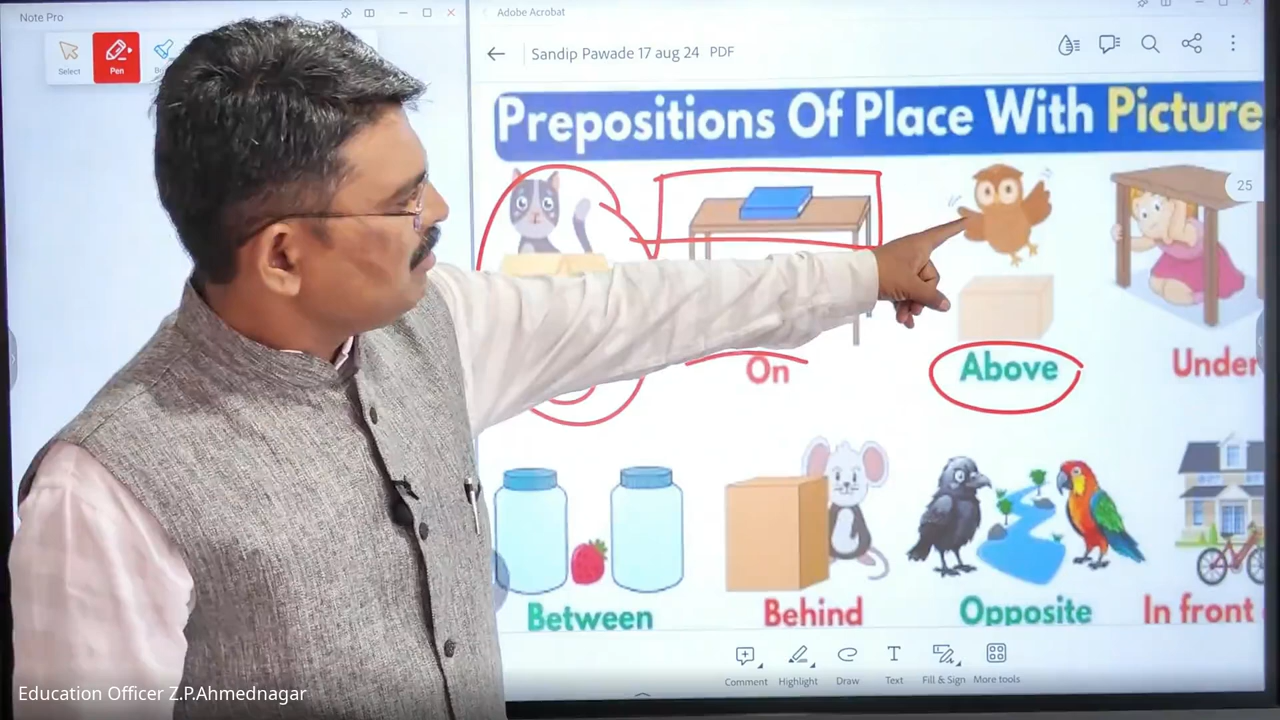 Note Pro
Adobe Acrobat
Select
Pen
Sandip Pawade 17 aug 24 PDF
Prepositions Of Place With Picture
25
On
Above
Under
Between
Behind
Opposite
In front
Comment
Highlight
Draw
Text
Fill & Sign
More tools
Education Officer Z.P.Ahmednagar